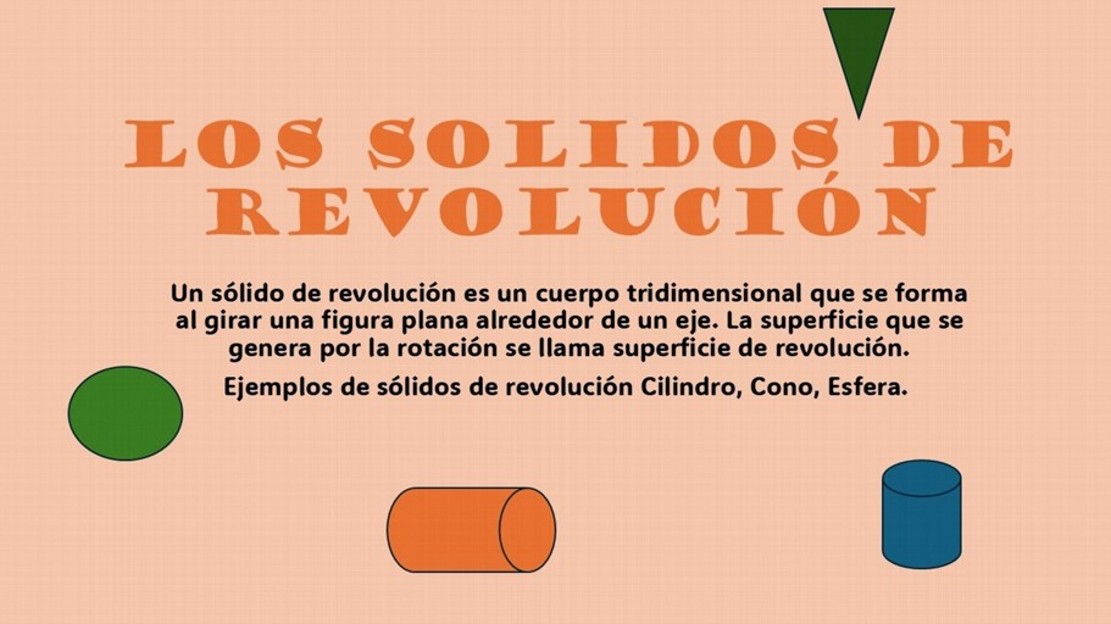 LOS SOLIDOS DE
REVOLUCIÓN
Un sólido de revolución es un cuerpo tridimensional que se forma
al girar una figura plana alrededor de un eje. La superficie que se
genera por la rotación se llama superficie de revolución.
Ejemplos de sólidos de revolución Cilindro, Cono, Esfera.